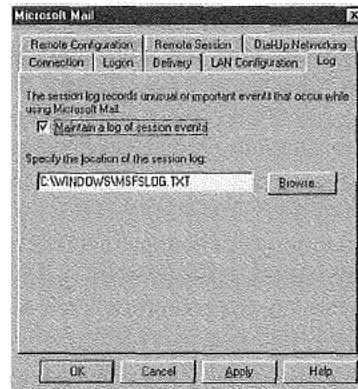 Microsoft Mail
Remote Configuration Remote Session Dial-Up Networking
Connection Logon Delivery LAN Configuration Log
The session log records unusual or important events that occur while
using Microsoft Mail.
Maintain a log of session events
Specify the location of the session log:
C:\WINDOWS\MSFSLOG.TXT Browse...
OK Cancel Apply Help